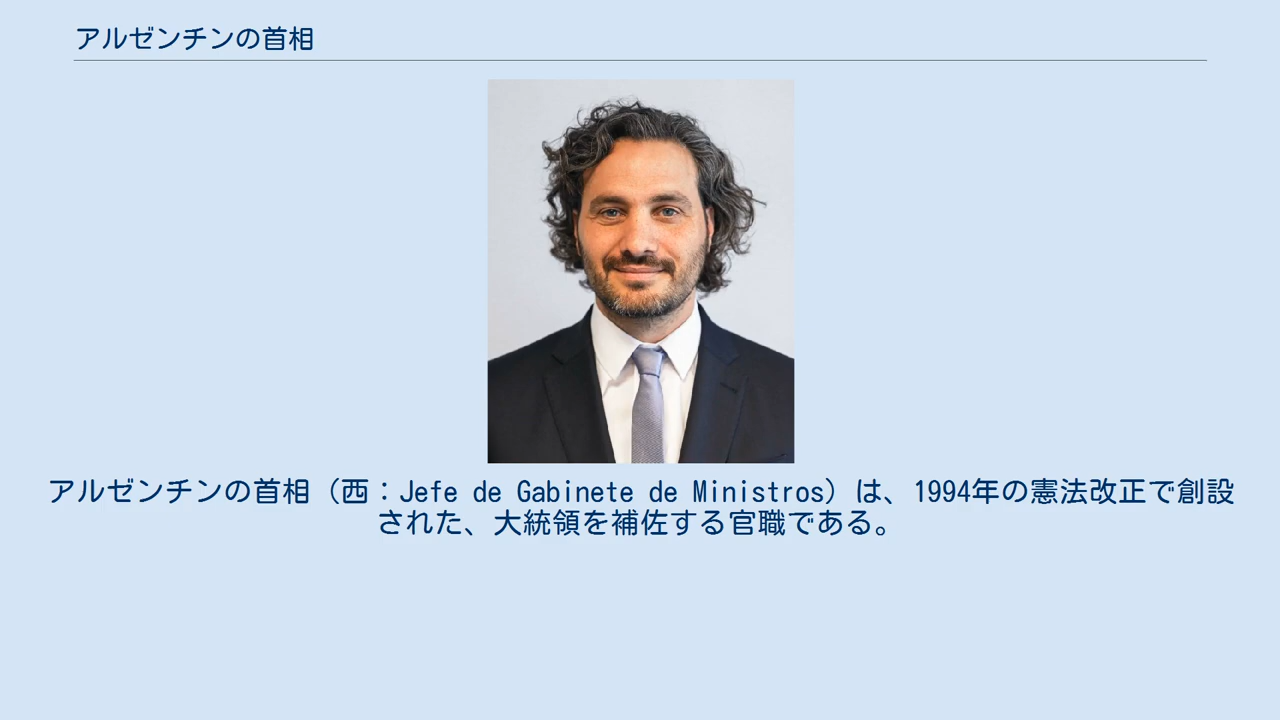 アルゼンチンの首相
アルゼンチンの首相（西：Jefe de Gabinete de Ministros）は、1994年の憲法改正で創設
された、大統領を補佐する官職である。